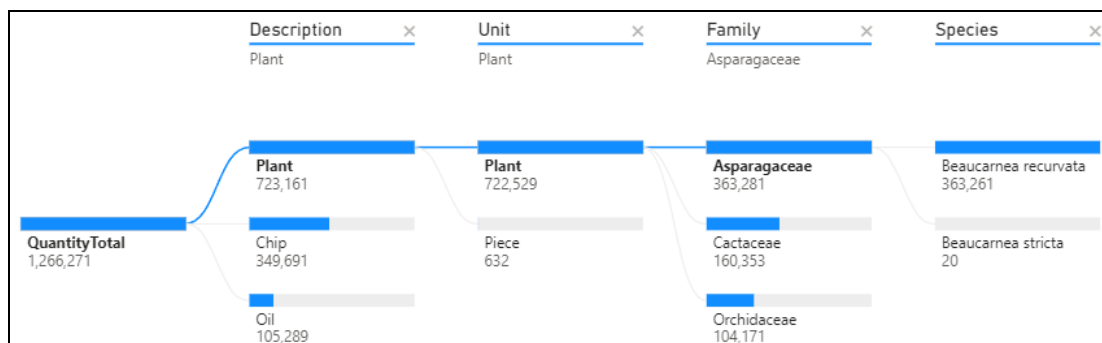 Description ×
Unit ×
Family ×
Species ×
Plant
Plant
Asparagaceae
Plant
723,161
Plant
722,529
Asparagaceae
363,281
Beaucarnea recurvata
363,261
QuantityTotal
1,266,271
Chip
349,691
Piece
632
Cactaceae
160,353
Beaucarnea stricta
20
Oil
105,289
Orchidaceae
104,171